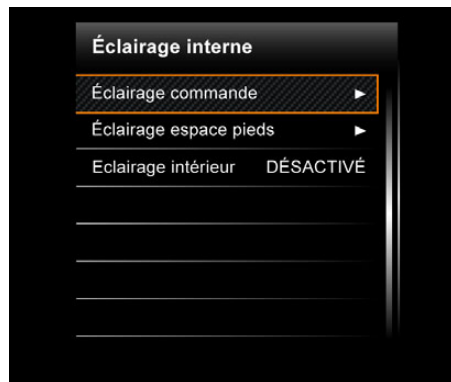 Éclairage interne
Éclairage commande ►
Éclairage espace pieds ►
Eclairage intérieur DÉSACTIVÉ